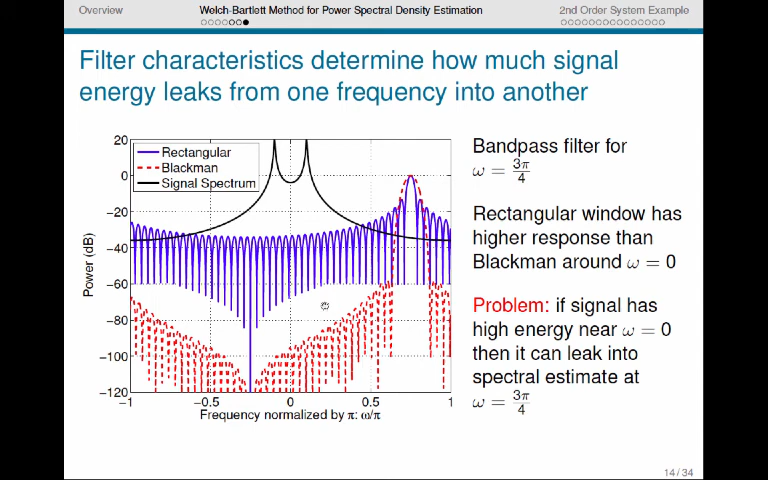 Overview
Welch-Bartlett Method for Power Spectral Density Estimation
2nd Order System Example
Filter characteristics determine how much signal
energy leaks from one frequency into another
20
0
−20
−40
−60
−80
−100
−120
Power (dB)
Rectangular
Blackman
Signal Spectrum
−1
−0.5
0
0.5
1
Frequency normalized by π: ω/π
Bandpass filter for
ω = 3π/4
Rectangular window has
higher response than
Blackman around ω = 0
Problem: if signal has
high energy near ω = 0
then it can leak into
spectral estimate at
ω = 3π/4
14 / 34